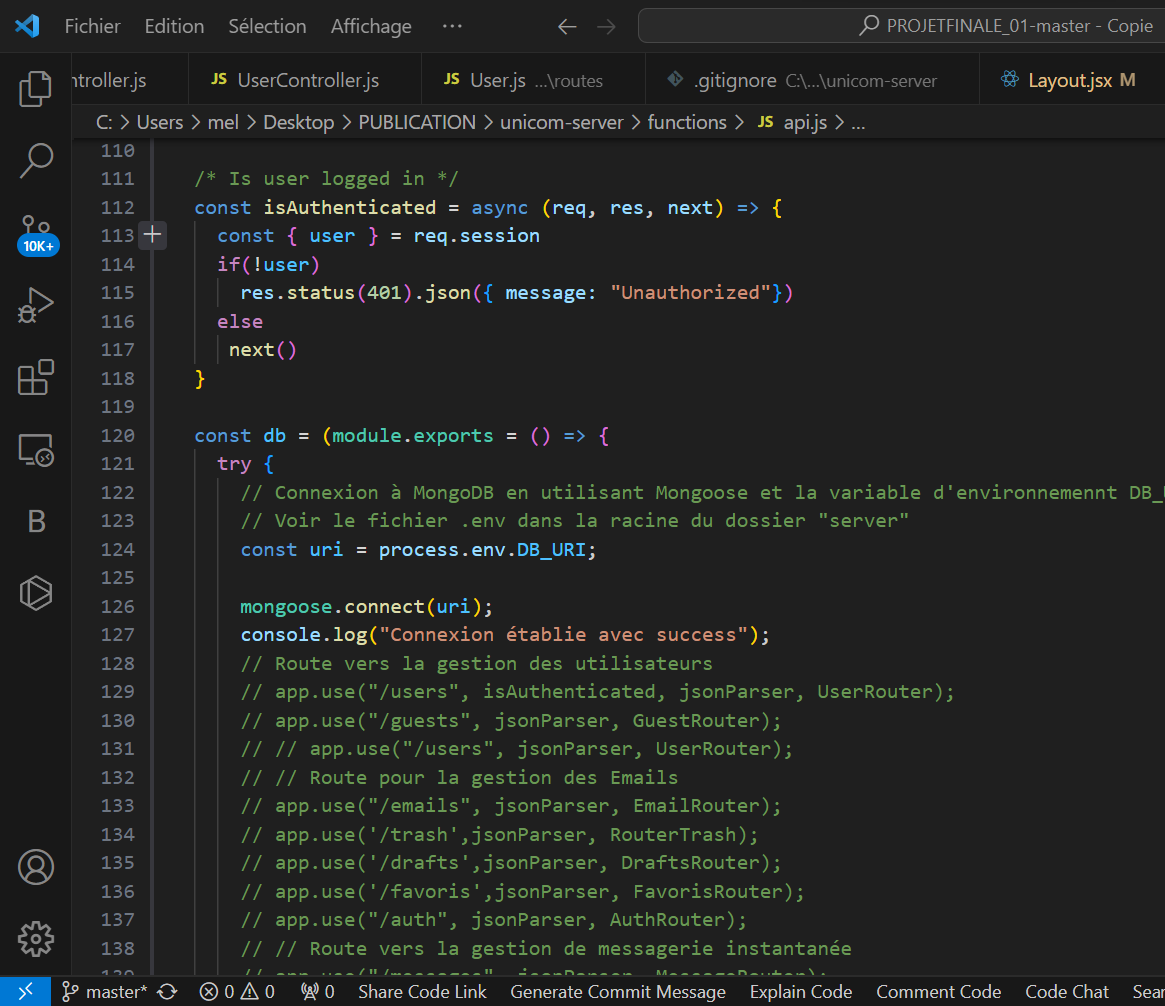 Fichier Edition Sélection Affichage ··· PROJETFINALE_01-master - Copie
ntroller.js JS UserController.js JS User.js ...\routes .gitignore C:\...\unicom-server Layout.jsx M
C: > Users > mel > Desktop > PUBLICATION > unicom-server > functions > JS api.js > ...
110
111 /* Is user logged in */
112 const isAuthenticated = async (req, res, next) => {
113 const { user } = req.session
114 if(!user)
115 res.status(401).json({ message: "Unauthorized"})
116 else
117 next()
118 }
119
120 const db = (module.exports = () => {
121 try {
122 // Connexion à MongoDB en utilisant Mongoose et la variable d'environnemennt DB_
123 // Voir le fichier .env dans la racine du dossier "server"
124 const uri = process.env.DB_URI;
125
126 mongoose.connect(uri);
127 console.log("Connexion établie avec success");
128 // Route vers la gestion des utilisateurs
129 // app.use("/users", isAuthenticated, jsonParser, UserRouter);
130 // app.use("/guests", jsonParser, GuestRouter);
131 // // app.use("/users", jsonParser, UserRouter);
132 // // Route pour la gestion des Emails
133 // app.use("/emails", jsonParser, EmailRouter);
134 // app.use('/trash',jsonParser, RouterTrash);
135 // app.use('/drafts',jsonParser, DraftsRouter);
136 // app.use('/favoris',jsonParser, FavorisRouter);
137 // app.use("/auth", jsonParser, AuthRouter);
138 // // Route vers la gestion de messagerie instantanée
139 // app.use("/messages", jsonParser, MessageRouter);
10K+
B
master* 0 0 0 Share Code Link Generate Commit Message Explain Code Comment Code Code Chat Sear